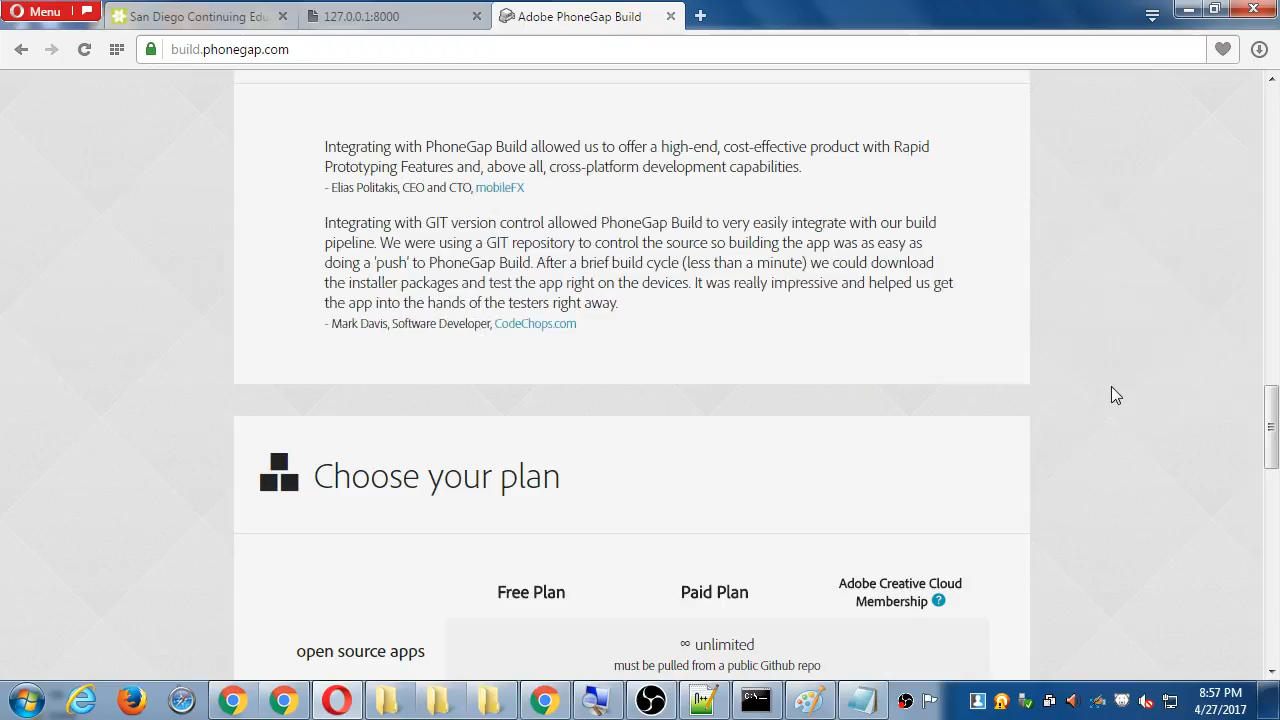 Menu
San Diego Continuing Edu
127.0.0.1:8000
Adobe PhoneGap Build
build.phonegap.com
Integrating with PhoneGap Build allowed us to offer a high-end, cost-effective product with Rapid
Prototyping Features and, above all, cross-platform development capabilities.
- Elias Politakis, CEO and CTO, mobileFX
Integrating with GIT version control allowed PhoneGap Build to very easily integrate with our build
pipeline. We were using a GIT repository to control the source so building the app was as easy as
doing a 'push' to PhoneGap Build. After a brief build cycle (less than a minute) we could download
the installer packages and test the app right on the devices. It was really impressive and helped us get
the app into the hands of the testers right away.
- Mark Davis, Software Developer, CodeChops.com
Choose your plan
Free Plan
Paid Plan
Adobe Creative Cloud
Membership ?
open source apps
∞ unlimited
must be pulled from a public Github repo
C:\
8:57 PM
4/27/2017